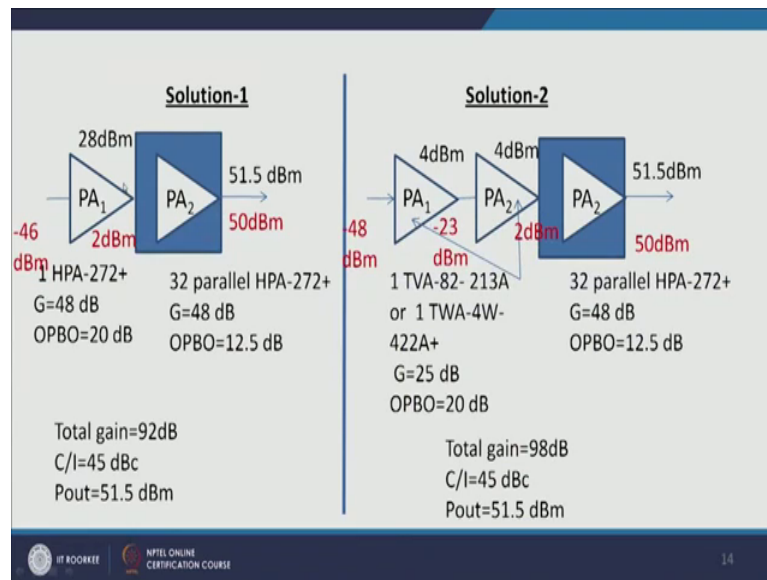 Solution-1
28dBm
PA1
PA2
51.5 dBm
50dBm
-46
dBm
2dBm
1 HPA-272+
G=48 dB
OPBO=20 dB
32 parallel HPA-272+
G=48 dB
OPBO=12.5 dB
Total gain=92dB
C/I=45 dBc
Pout=51.5 dBm
Solution-2
4dBm
4dBm
PA1
PA2
PA2
51.5dBm
50dBm
-48
dBm
-23
dBm
2dBm
1 TVA-82- 213A
or 1 TWA-4W-
422A+
G=25 dB
OPBO=20 dB
32 parallel HPA-272+
G=48 dB
OPBO=12.5 dB
Total gain=98dB
C/I=45 dBc
Pout=51.5 dBm
IIT ROORKEE
NPTEL ONLINE
CERTIFICATION COURSE
14